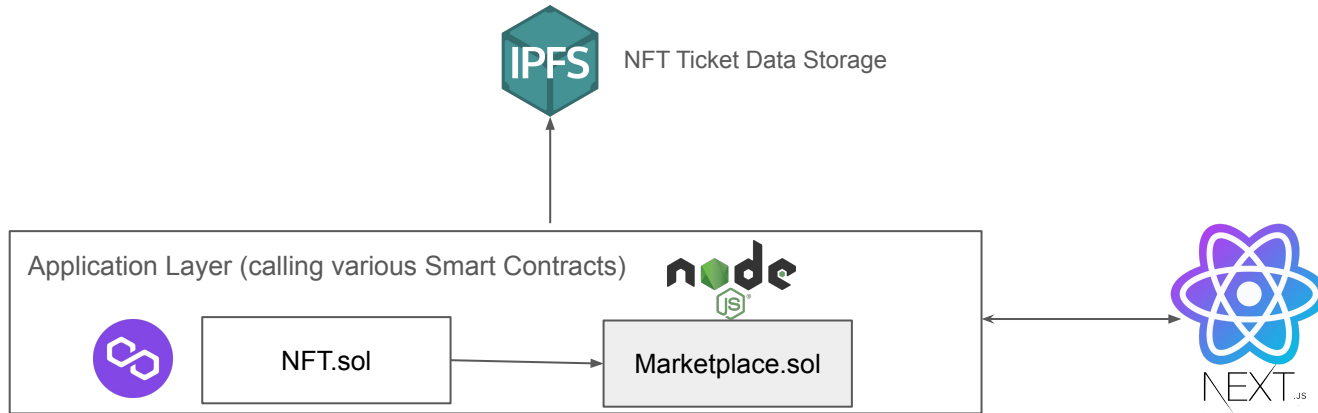 IPFS
NFT Ticket Data Storage
Application Layer (calling various Smart Contracts)
node
JS®
NFT.sol
Marketplace.sol
NEXT.JS